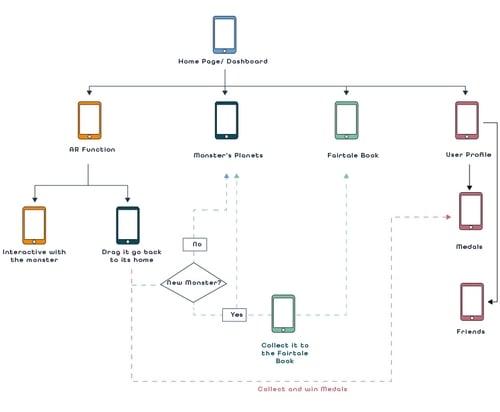 Home Page/ Dashboard
AR Function
Monster's Planets
Fairtale Book
User Profile
Interactive with
the monster
Drag it go back
to its home
No
New Monster?
Yes
Medals
Collect it to
the Fairtale
Book
Friends
Collect and win Medals